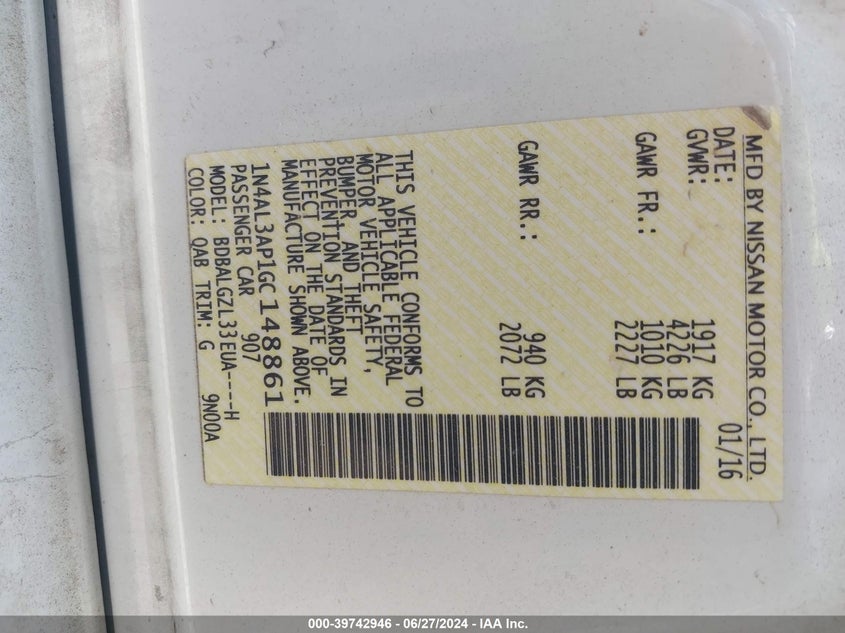 MFD BY NISSAN MOTOR CO., LTD.
DATE: 01/16
GVWR: 1917 KG
4226 LB
GAWR FR.: 1010 KG
2227 LB
GAWR RR.: 940 KG
2072 LB
THIS VEHICLE CONFORMS TO
ALL APPLICABLE FEDERAL
MOTOR VEHICLE SAFETY,
BUMPER, AND THEFT
PREVENTION STANDARDS IN
EFFECT ON THE DATE OF
MANUFACTURE SHOWN ABOVE.
1N4AL3AP1GC148861
PASSENGER CAR 907
MODEL: BDBALGZL33EUA----H
COLOR: QAB TRIM: G 9N00A
000-39742946 - 06/27/2024 - IAA Inc.